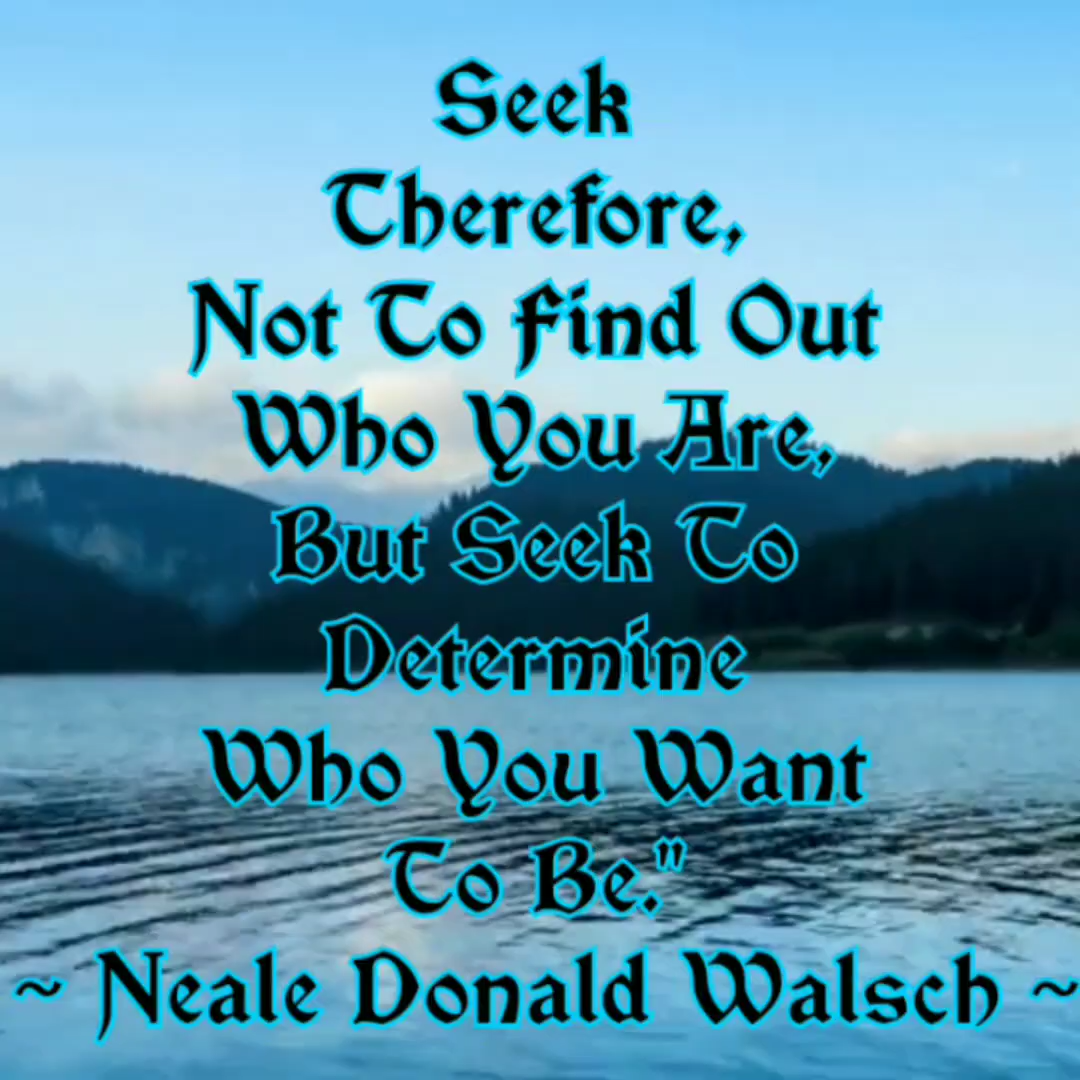 Seek
Therefore,
Not To Find Out
Who You Are,
But Seek To
Determine
Who You Want
To Be."
~ Neale Donald Walsch ~